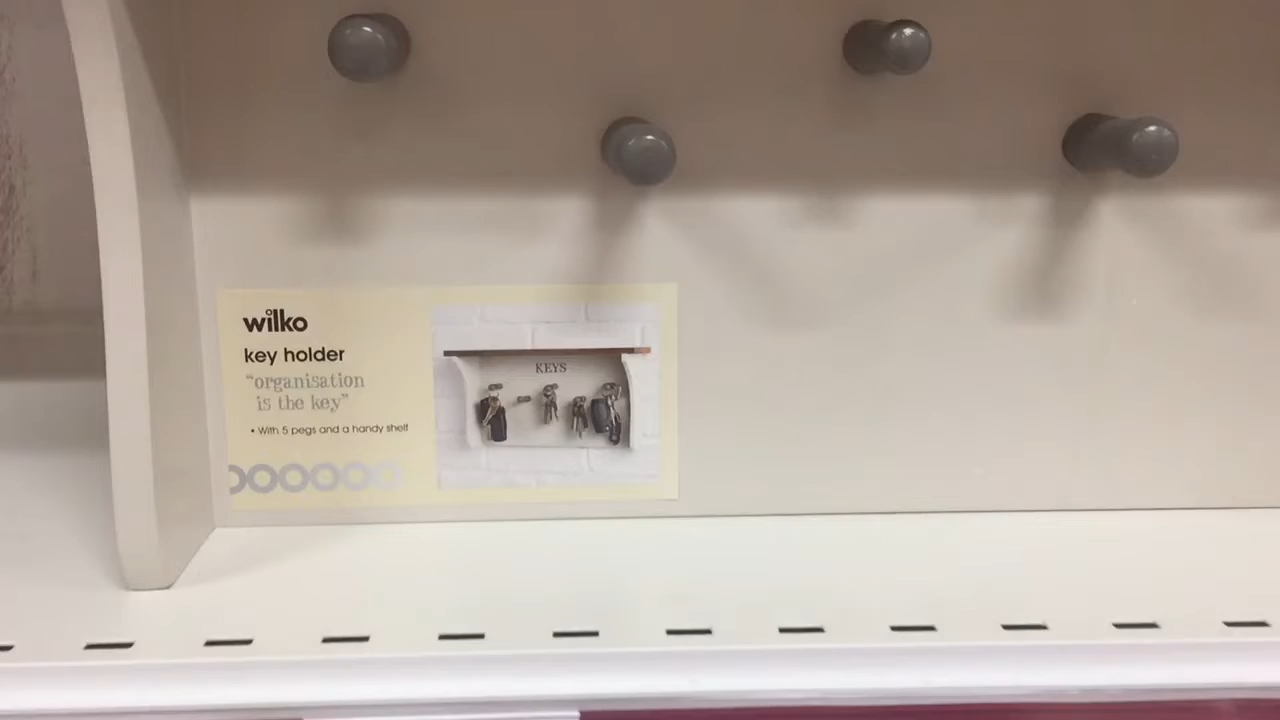 wilko
key holder
"organisation
is the key"
• With 5 pegs and a handy shelf
KEYS